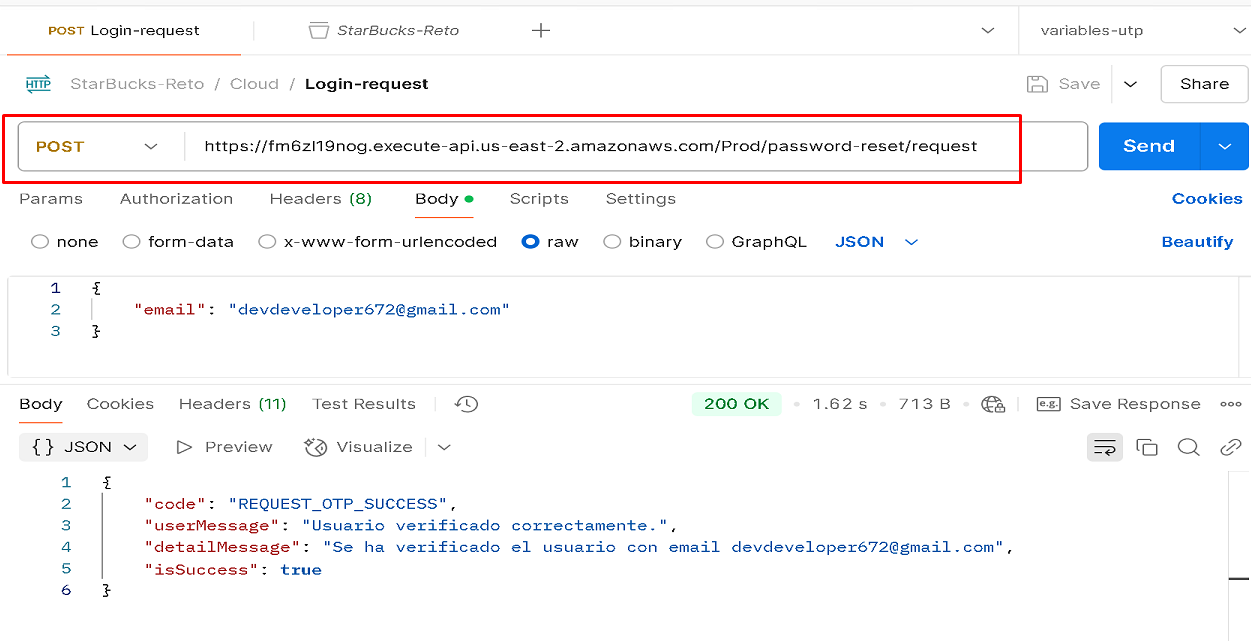 POST Login-request StarBucks-Reto variables-utp
HTTP StarBucks-Reto / Cloud / Login-request Save Share
POST https://fm6zl19nog.execute-api.us-east-2.amazonaws.com/Prod/password-reset/request Send
Params Authorization Headers (8) Body Scripts Settings Cookies
none form-data x-www-form-urlencoded raw binary GraphQL JSON Beautify
1 {
2 "email": "devdeveloper672@gmail.com"
3 }
Body Cookies Headers (11) Test Results 200 OK • 1.62 s • 713 B • e.g. Save Response
{} JSON Preview Visualize
1 {
2 "code": "REQUEST_OTP_SUCCESS",
3 "userMessage": "Usuario verificado correctamente.",
4 "detailMessage": "Se ha verificado el usuario con email devdeveloper672@gmail.com",
5 "isSuccess": true
6 }